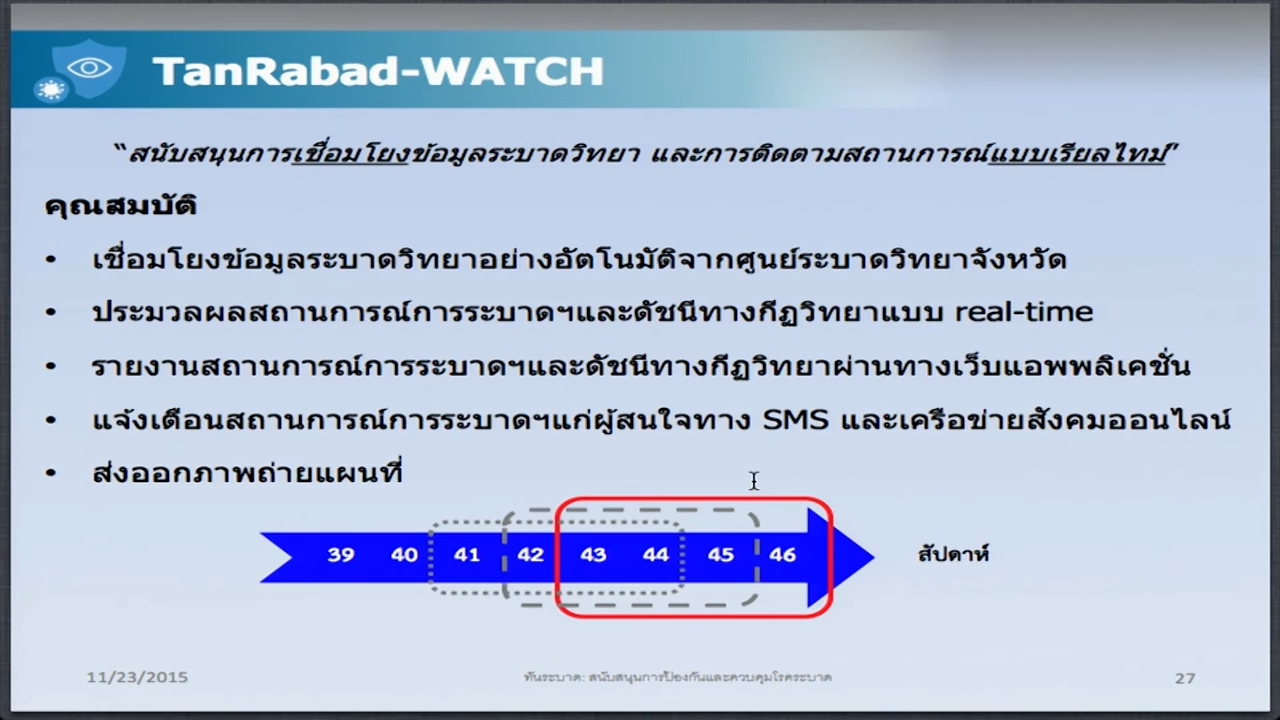 TanRabad-WATCH
“สนับสนุนการเชื่อมโยงข้อมูลระบาดวิทยา และการติดตามสถานการณ์แบบเรียลไทม์”
คุณสมบัติ
• เชื่อมโยงข้อมูลระบาดวิทยาอย่างอัตโนมัติจากศูนย์ระบาดวิทยาจังหวัด
• ประมวลผลสถานการณ์การระบาดฯและดัชนีทางกีฏวิทยาแบบ real-time
• รายงานสถานการณ์การระบาดฯและดัชนีทางกีฏวิทยาผ่านทางเว็บแอพพลิเคชั่น
• แจ้งเตือนสถานการณ์การระบาดฯแก่ผู้สนใจทาง SMS และเครือข่ายสังคมออนไลน์
• ส่งออกภาพถ่ายแผนที่
39 40 41 42 43 44 45 46 สัปดาห์
11/23/2015 ทันระบาด: สนับสนุนการป้องกันและควบคุมโรคระบาด 27